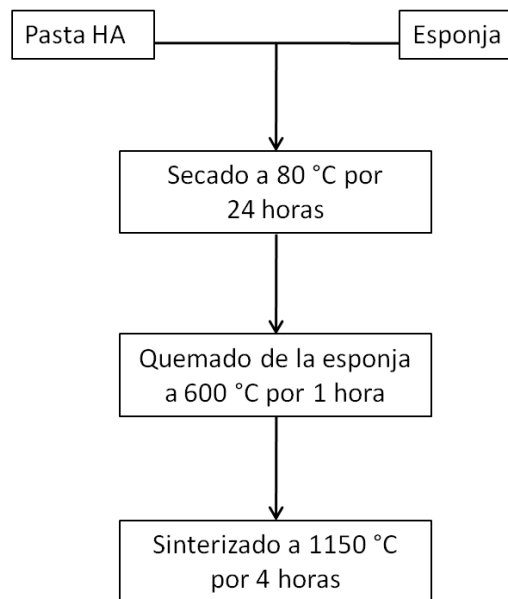 Pasta HA
Esponja
Secado a 80 °C por
24 horas
Quemado de la esponja
a 600 °C por 1 hora
Sinterizado a 1150 °C
por 4 horas